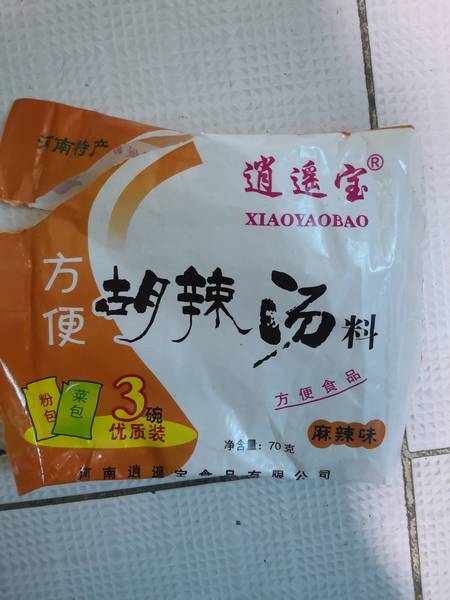 河南特产
逍遥宝®
XIAOYAOBAO
方便
胡辣汤料
方便食品
粉包
菜包
3碗
优质装
麻辣味
净含量：70克
河南逍遥宝食品有限公司